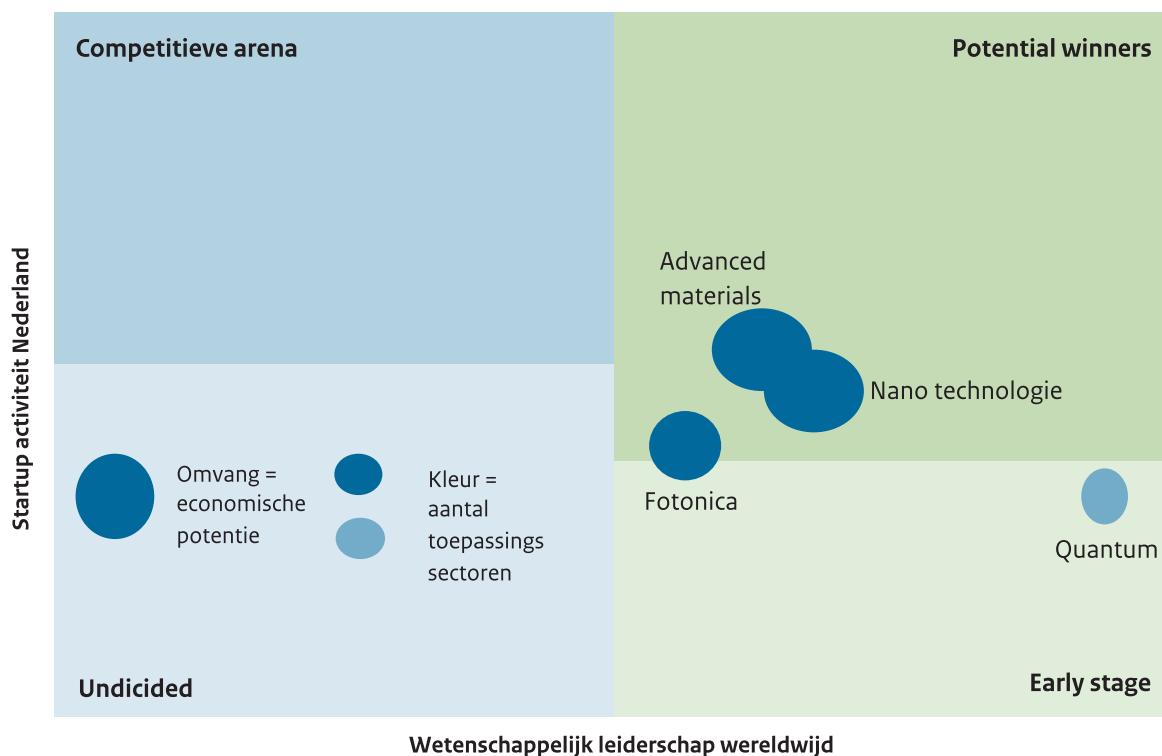 Competitieve arena
Potential winners
Startup activiteit Nederland
Advanced
materials
Nano technologie
Fotonica
Quantum
Omvang =
economische
potentie
Kleur =
aantal
toepassings
sectoren
Undicided
Early stage
Wetenschappelijk leiderschap wereldwijd